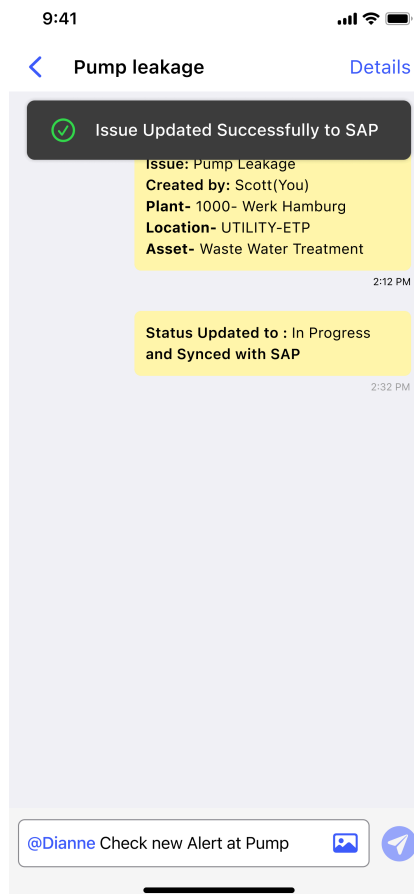 9:41
Pump leakage
Details
Issue Updated Successfully to SAP
Issue: Pump Leakage
Created by: Scott(You)
Plant- 1000- Werk Hamburg
Location- UTILITY-ETP
Asset- Waste Water Treatment
2:12 PM
Status Updated to : In Progress
and Synced with SAP
2:32 PM
@Dianne Check new Alert at Pump